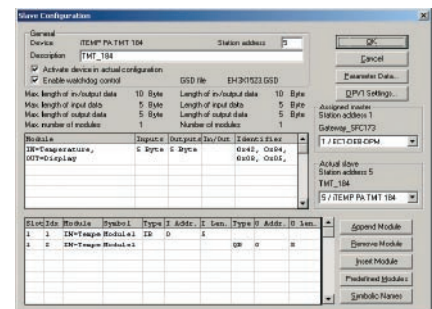 Slave Configuration
General
Device iTEMP PA TMT 184 Station address 5
Description TMT_184
Activate device in actual configuration
Enable watchdog control GSD file EH3X1523.GSD
Max. length of in-/output data 10 Byte Length of in-/output data 10 Byte
Max. length of input data 5 Byte Length of input data 5 Byte
Max. length of output data 5 Byte Length of output data 5 Byte
Max. number of modules 1 Number of modules 1
Module Inputs Outputs In/Out Identifier
IN=Temperature, 5 Byte 5 Byte 0x42, 0x84,
OUT=Display 0x08, 0x05,
Slot Idx Module Symbol Type I Addr. I Len. Type O Addr. O Len.
1 1 IN=Tempe Module1 IB 0 5
1 2 IN=Tempe Module1 QB 0
OK
Cancel
Parameter Data...
DPV1 Settings...
Assigned master
Station address 1
Gateway_SFC173
1 / EC1-DEB-DPM
Actual slave
Station address 5
TMT_184
5 / iTEMP PA TMT 184
Append Module
Remove Module
Insert Module
Predefined Modules
Symbolic Names